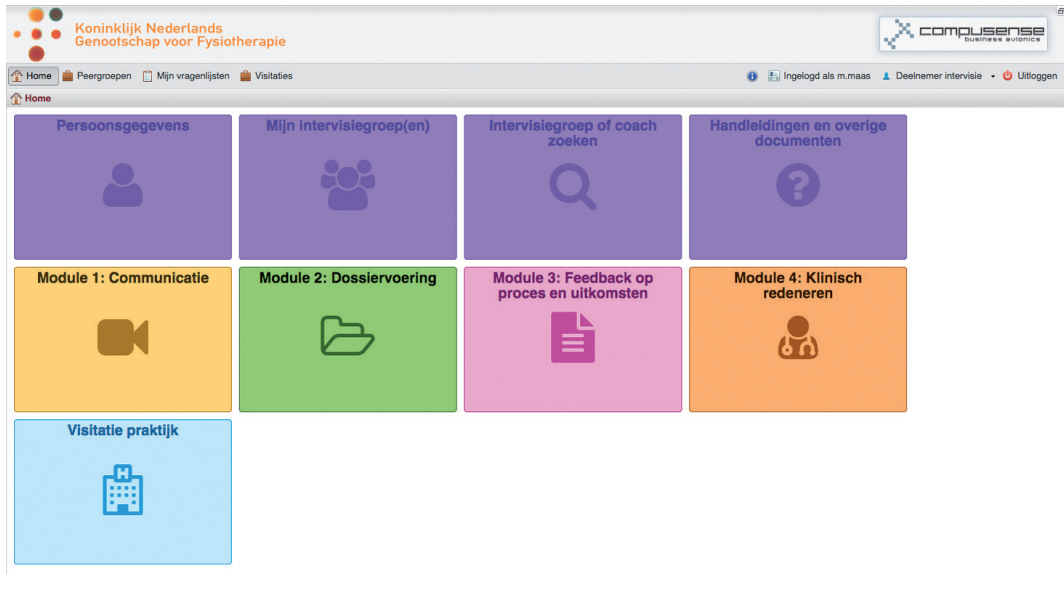 Koninklijk Nederlands
Genootschap voor Fysiotherapie
compusense
business avionics
Home Peergroepen Mijn vragenlijsten Visitaties Ingelogd als m.maas Deelnemer intervisie Uitloggen
Home
Persoonsgegevens
Mijn intervisiegroep(en)
Intervisiegroep of coach
zoeken
Handleidingen en overige
documenten
Module 1: Communicatie
Module 2: Dossiervoering
Module 3: Feedback op
proces en uitkomsten
Module 4: Klinisch
redeneren
Visitatie praktijk
H